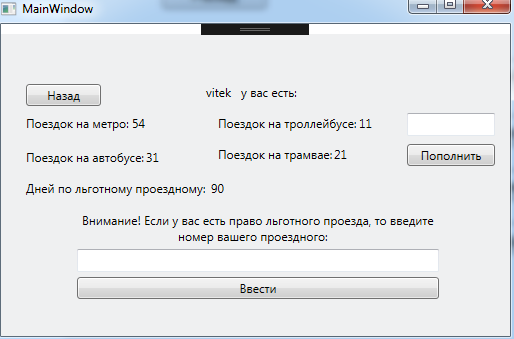 MainWindow
Назад
vitek у вас есть:
Поездок на метро: 54
Поездок на троллейбусе: 11
Поездок на автобусе: 31
Поездок на трамвае: 21
Пополнить
Дней по льготному проездному: 90
Внимание! Если у вас есть право льготного проезда, то введите
номер вашего проездного:
Ввести